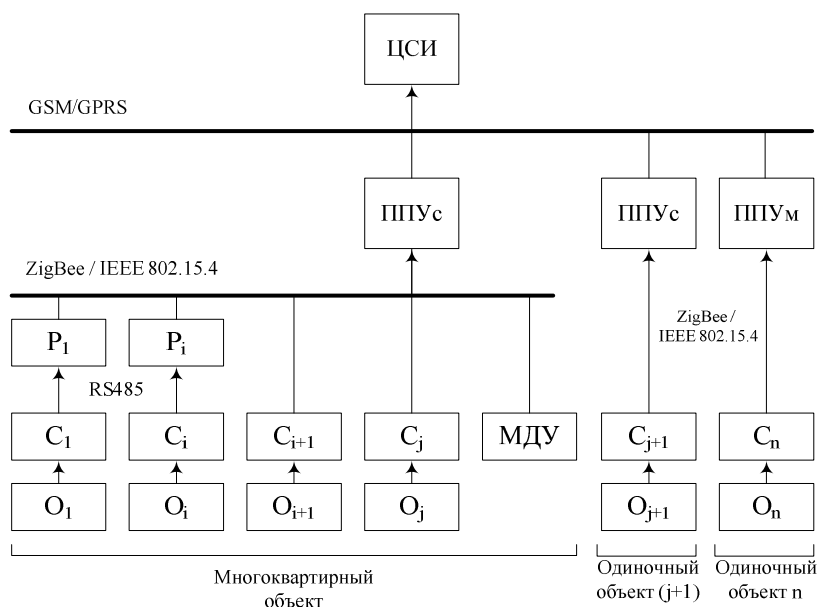 ЦСИ
GSM/GPRS
ППУс
ППУс
ППУм
ZigBee / IEEE 802.15.4
ZigBee /
IEEE 802.15.4
P1
Pi
RS485
C1
Ci
Ci+1
Cj
МДУ
Cj+1
Cn
O1
Oi
Oi+1
Oj
Oj+1
On
Многоквартирный
объект
Одиночный
объект (j+1)
Одиночный
объект n